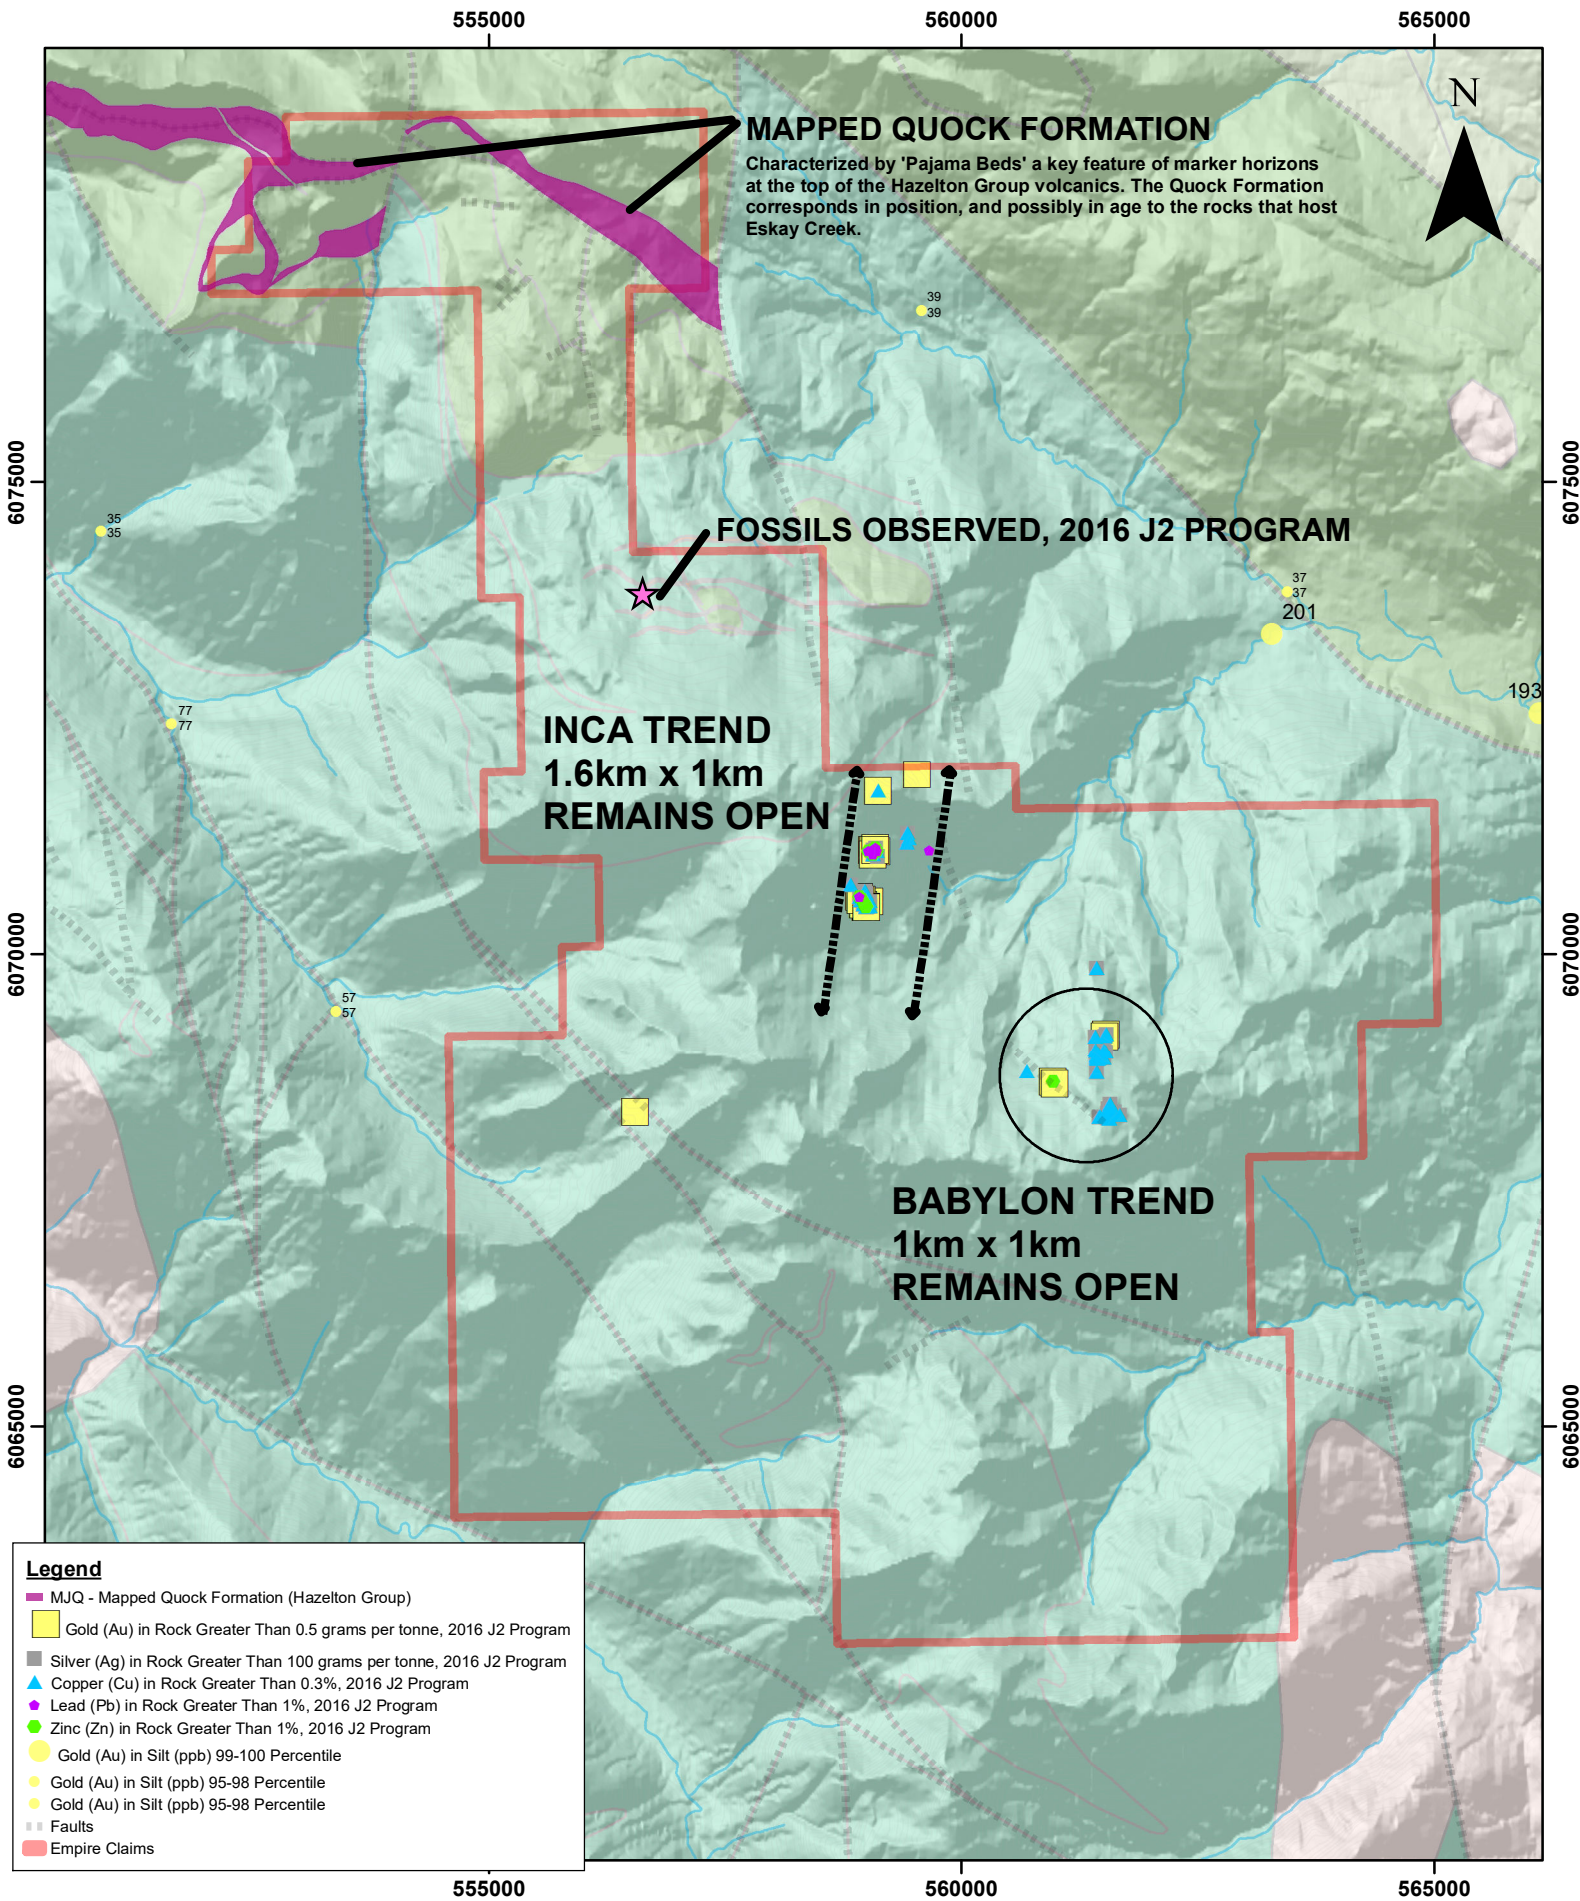 555000 560000 565000
N
MAPPED QUOCK FORMATION
Characterized by 'Pajama Beds' a key feature of marker horizons
at the top of the Hazelton Group volcanics. The Quock Formation
corresponds in position, and possibly in age to the rocks that host
Eskay Creek.
39
39
6075000 6075000
35
35
FOSSILS OBSERVED, 2016 J2 PROGRAM
37
37
201
193
77
77
INCA TREND
1.6km x 1km
REMAINS OPEN
6070000 6070000
57
57
BABYLON TREND
1km x 1km
REMAINS OPEN
6065000 6065000
Legend
MJQ - Mapped Quock Formation (Hazelton Group)
Gold (Au) in Rock Greater Than 0.5 grams per tonne, 2016 J2 Program
Silver (Ag) in Rock Greater Than 100 grams per tonne, 2016 J2 Program
Copper (Cu) in Rock Greater Than 0.3%, 2016 J2 Program
Lead (Pb) in Rock Greater Than 1%, 2016 J2 Program
Zinc (Zn) in Rock Greater Than 1%, 2016 J2 Program
Gold (Au) in Silt (ppb) 99-100 Percentile
Gold (Au) in Silt (ppb) 95-98 Percentile
Gold (Au) in Silt (ppb) 95-98 Percentile
Faults
Empire Claims
555000 560000 565000